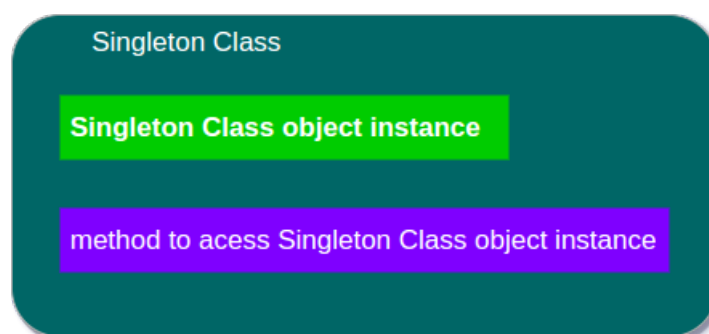 Singleton Class
Singleton Class object instance
method to acess Singleton Class object instance